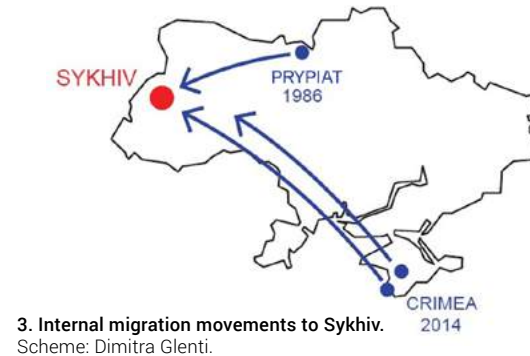 SYKHIV
PRYPIAT
1986
CRIMEA
2014
3. Internal migration movements to Sykhiv.
Scheme: Dimitra Glenti.